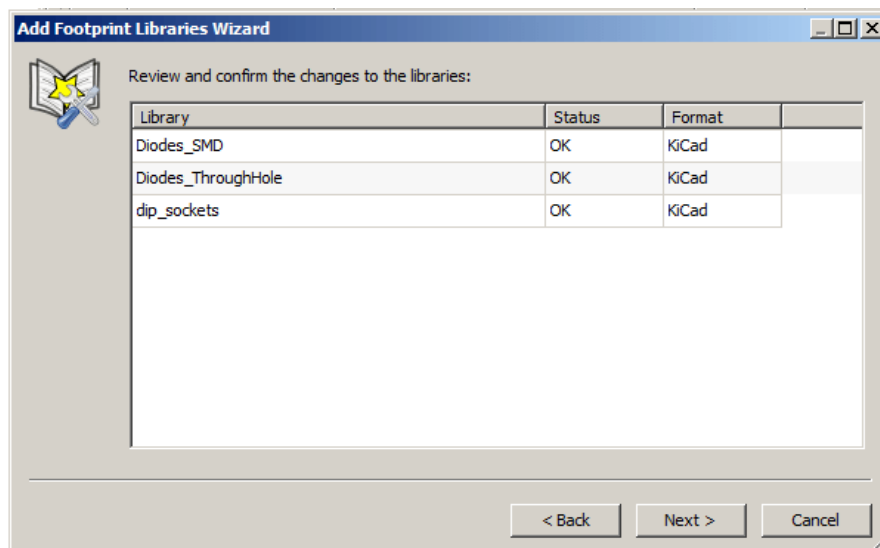 Add Footprint Libraries Wizard
Review and confirm the changes to the libraries:
Library Status Format
Diodes_SMD OK KiCad
Diodes_ThroughHole OK KiCad
dip_sockets OK KiCad
< Back Next > Cancel